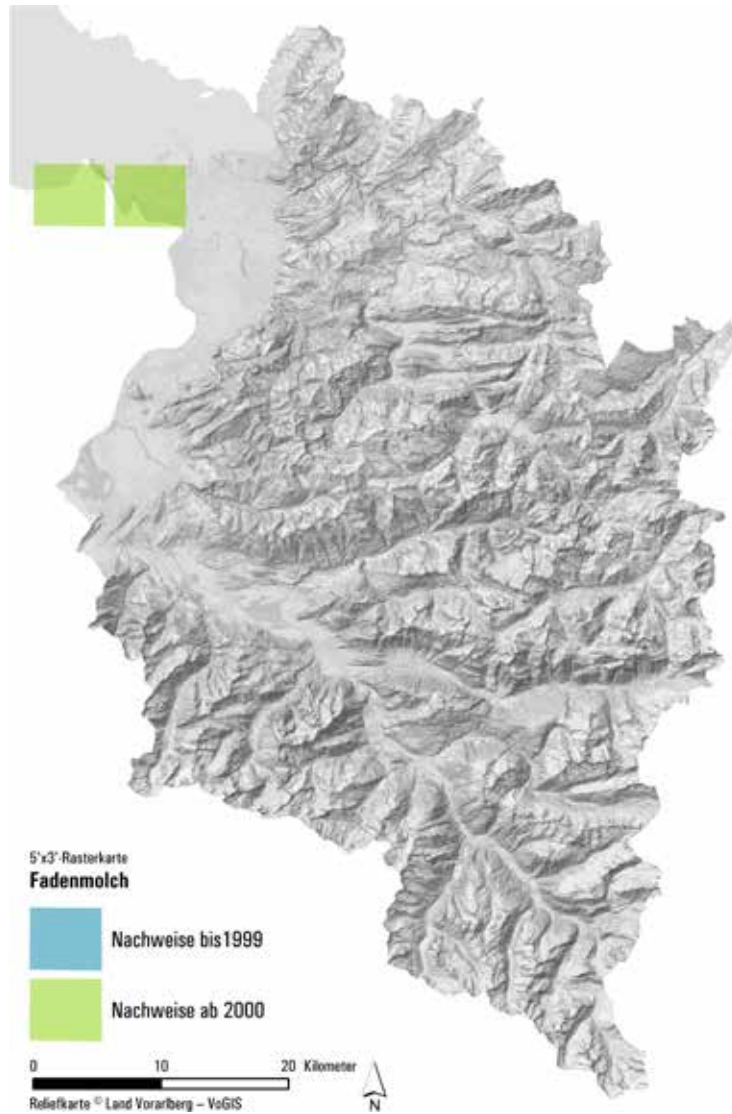 5'x3'-Rasterkarte
Fadenmolch
Nachweise bis1999
Nachweise ab 2000
0 10 20 Kilometer
N
Reliefkarte © Land Vorarlberg – VoGIS